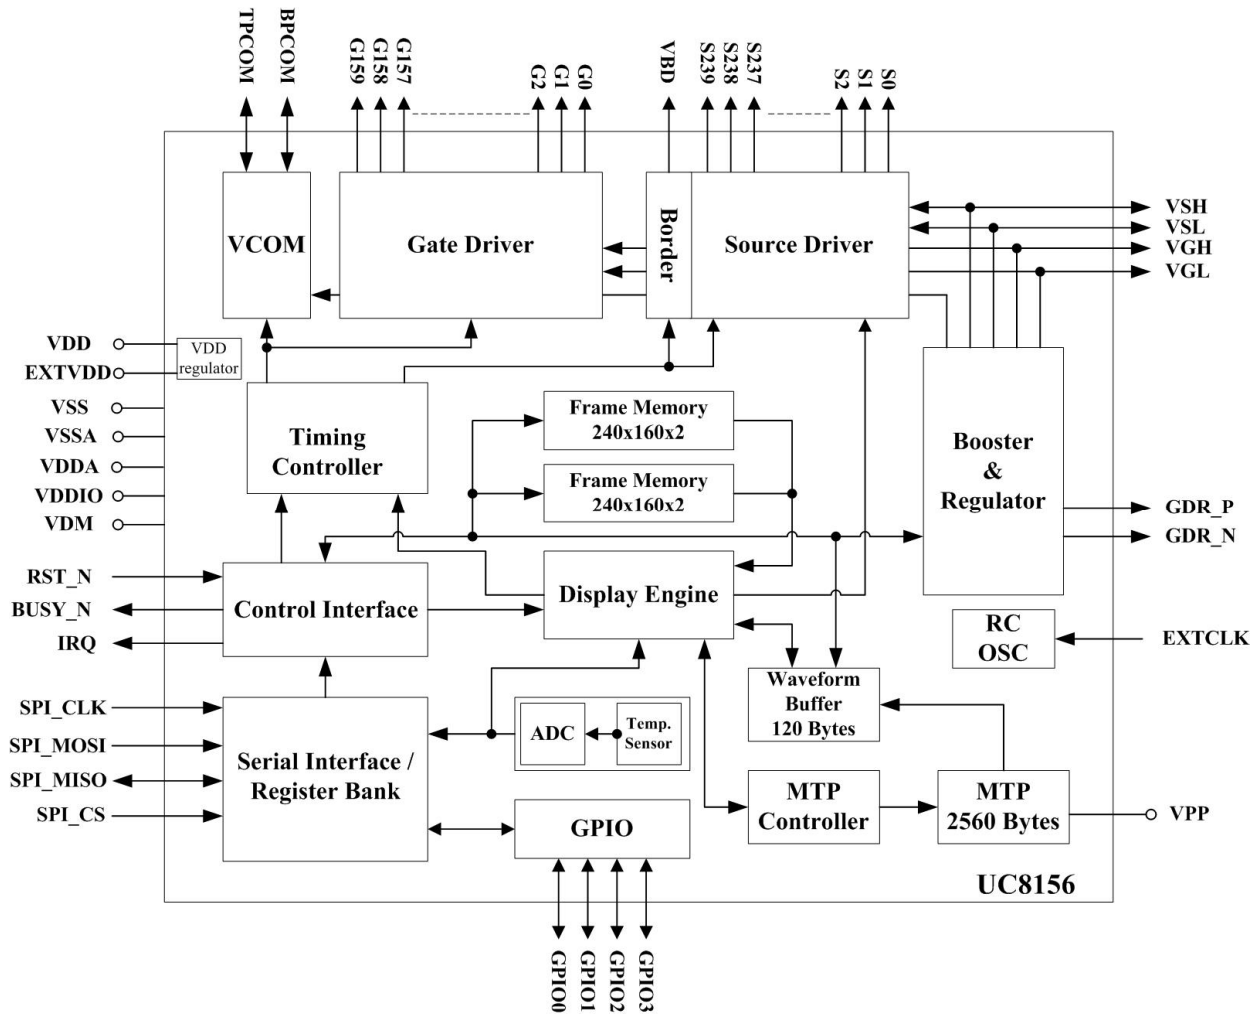 TPCOM
BPCOM
G159
G158
G157
G2
G1
G0
VBD
S239
S238
S237
S2
S1
S0
VCOM
Gate Driver
Border
Source Driver
VSH
VSL
VGH
VGL
VDD
EXTVDD
VSS
VSSA
VDDA
VDDIO
VDM
VDD
regulator
Timing
Controller
Frame Memory
240x160x2
Frame Memory
240x160x2
Booster
&
Regulator
GDR_P
GDR_N
RST_N
BUSY_N
IRQ
Control Interface
Display Engine
RC
OSC
EXTCLK
SPI_CLK
SPI_MOSI
SPI_MISO
SPI_CS
Serial Interface /
Register Bank
ADC
Temp.
Sensor
Waveform
Buffer
120 Bytes
GPIO
MTP
Controller
MTP
2560 Bytes
VPP
UC8156
GPIO0
GPIO1
GPIO2
GPIO3